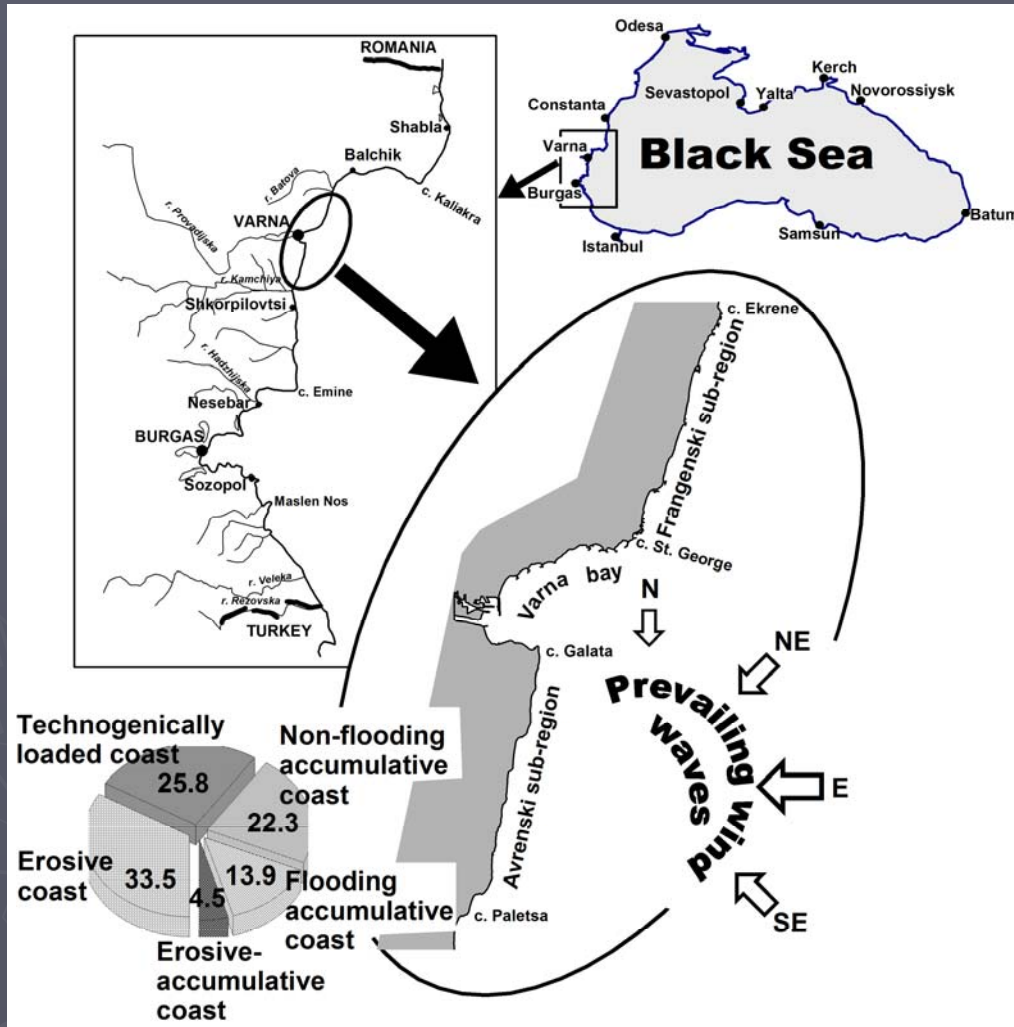 ROMANIA
Shabla
Balchik
c. Kaliakra
r. Batova
r. Provadijska
VARNA
r. Kamchiya
Shkorpilovtsi
r. Hadzhijska
c. Emine
Nesebar
BURGAS
Sozopol
Maslen Nos
r. Veleka
r. Rezovska
TURKEY
Odesa
Kerch
Sevastopol
Yalta
Novorossiysk
Constanta
Varna
Black Sea
Burgas
Batum
Samsun
Istanbul
c. Ekrene
Frangenski sub-region
c. St. George
Varna bay
c. Galata
Avrenski sub-region
c. Paletsa
N
NE
E
SE
Prevailing wind
waves
Technogenically
loaded coast
25.8
Non-flooding
accumulative
coast
22.3
Erosive
coast
33.5
4.5
13.9
Flooding
accumulative
coast
Erosive-
accumulative
coast